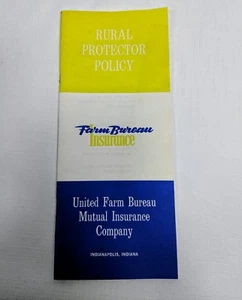 RURAL
PROTECTOR
POLICY
Farm Bureau
Insurance
United Farm Bureau
Mutual Insurance
Company
INDIANAPOLIS, INDIANA